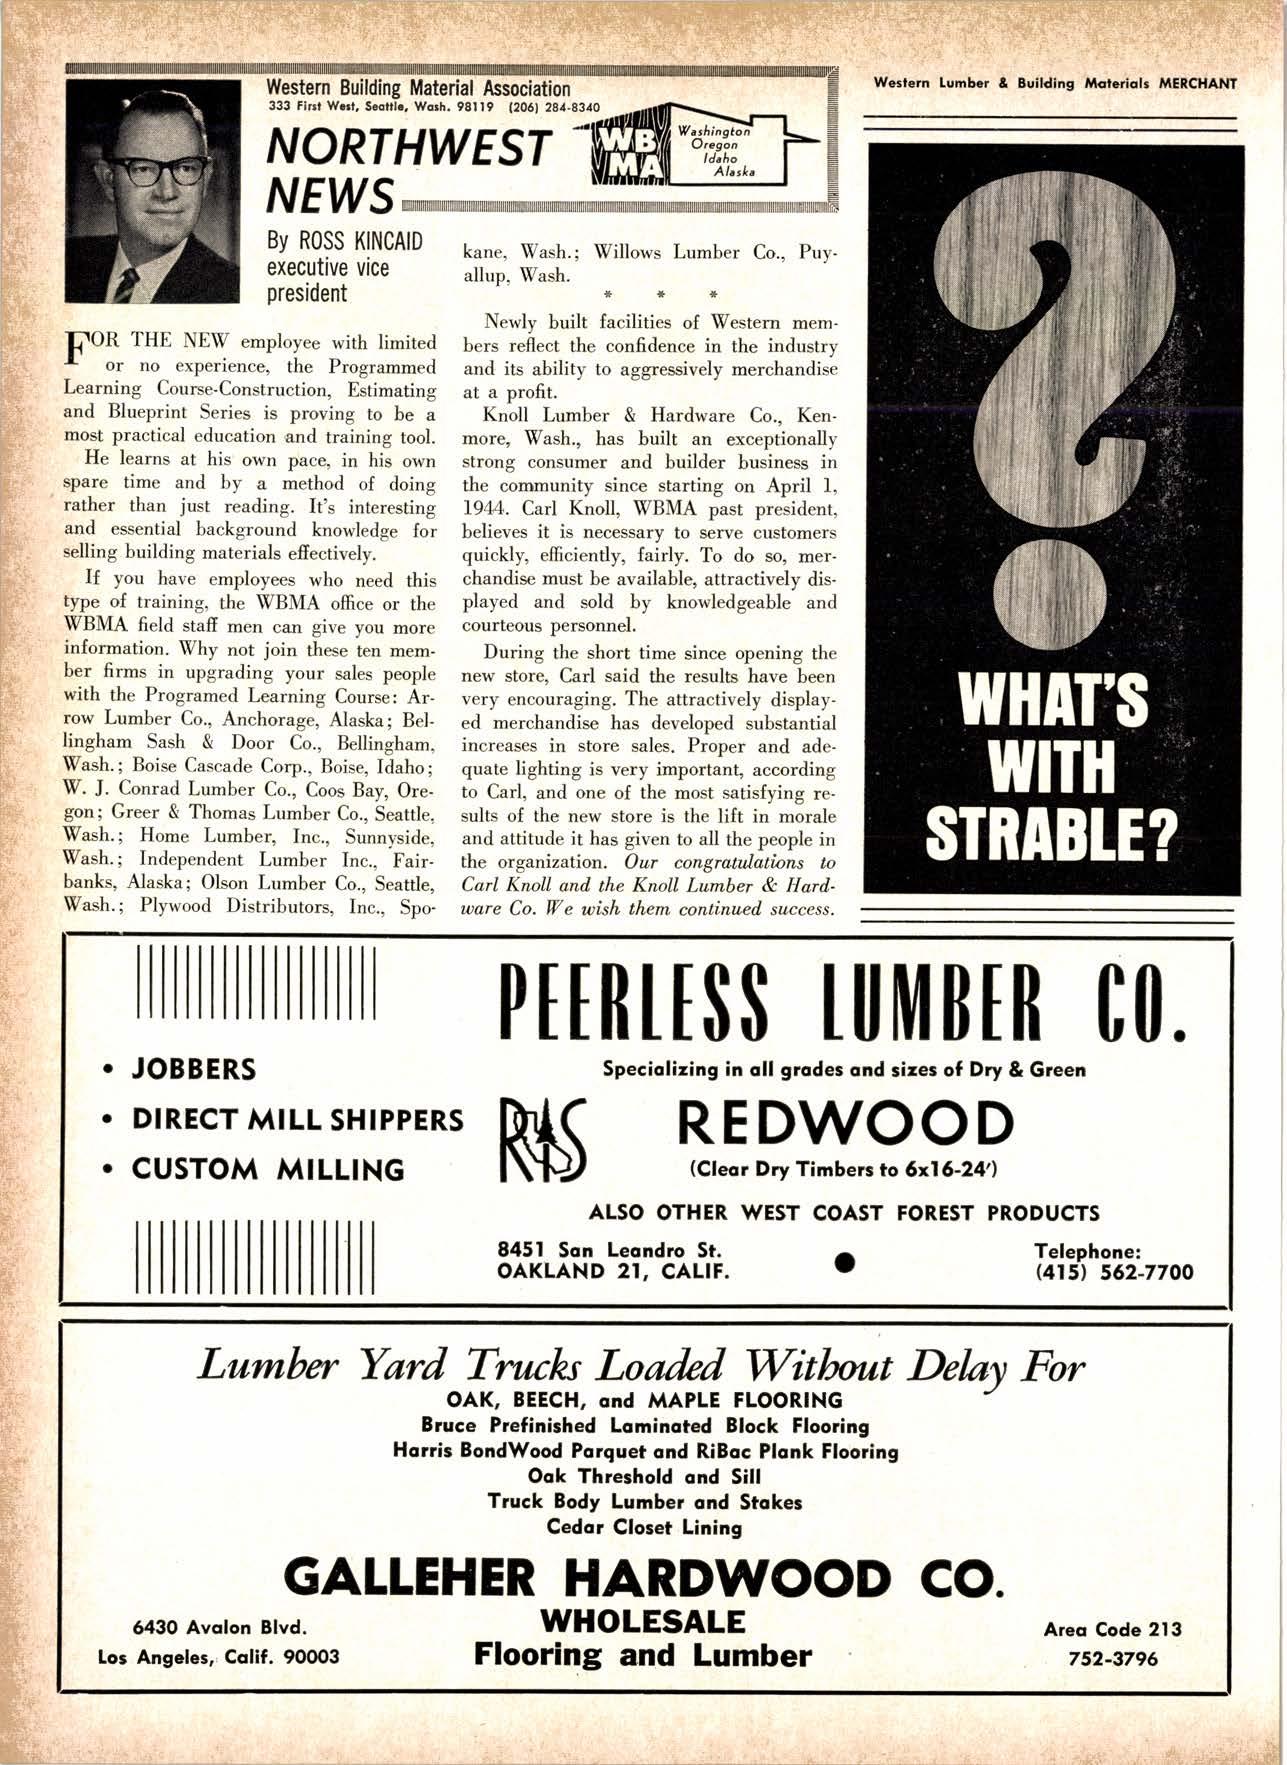 Western Building Material Association
333 First West, Seattle, Wash. 98119 (206) 284-8340
NORTHWEST
NEWS
WB
MA
Washington
Oregon
Idaho
Alaska
By ROSS KINCAID
executive vice
president
FOR THE NEW employee with limited
or no experience, the Programmed
Learning Course-Construction, Estimating
and Blueprint Series is proving to be a
most practical education and training tool.
He learns at his own pace, in his own
spare time and by a method of doing
rather than just reading. It's interesting
and essential background knowledge for
selling building materials effectively.
If you have employees who need this
type of training, the WBMA office or the
WBMA field staff men can give you more
information. Why not join these ten mem-
ber firms in upgrading your sales people
with the Programed Learning Course: Ar-
row Lumber Co., Anchorage, Alaska; Bel-
lingham Sash & Door Co., Bellingham,
Wash.; Boise Cascade Corp., Boise, Idaho;
W. J. Conrad Lumber Co., Coos Bay, Ore-
gon; Greer & Thomas Lumber Co., Seattle,
Wash.; Home Lumber, Inc., Sunnyside,
Wash.; Independent Lumber Inc., Fair-
banks, Alaska; Olson Lumber Co., Seattle,
Wash.; Plywood Distributors, Inc., Spo-
kane, Wash.; Willows Lumber Co., Puy-
allup, Wash.
* * *
Newly built facilities of Western mem-
bers reflect the confidence in the industry
and its ability to aggressively merchandise
at a profit.
Knoll Lumber & Hardware Co., Ken-
more, Wash., has built an exceptionally
strong consumer and builder business in
the community since starting on April 1,
1944. Carl Knoll, WBMA past president,
believes it is necessary to serve customers
quickly, efficiently, fairly. To do so, mer-
chandise must be available, attractively dis-
played and sold by knowledgeable and
courteous personnel.
During the short time since opening the
new store, Carl said the results have been
very encouraging. The attractively display-
ed merchandise has developed substantial
increases in store sales. Proper and ade-
quate lighting is very important, according
to Carl, and one of the most satisfying re-
sults of the new store is the lift in morale
and attitude it has given to all the people in
the organization. Our congratulations to
Carl Knoll and the Knoll Lumber & Hard-
ware Co. We wish them continued success.
Western Lumber & Building Materials MERCHANT
?
WHAT'S
WITH
STRABLE?
PEERLESS LUMBER CO.
• JOBBERS
• DIRECT MILL SHIPPERS
• CUSTOM MILLING
Specializing in all grades and sizes of Dry & Green
RIS
REDWOOD
(Clear Dry Timbers to 6x16-24')
ALSO OTHER WEST COAST FOREST PRODUCTS
8451 San Leandro St.
OAKLAND 21, CALIF.
•
Telephone:
(415) 562-7700
Lumber Yard Trucks Loaded Without Delay For
OAK, BEECH, and MAPLE FLOORING
Bruce Prefinished Laminated Block Flooring
Harris BondWood Parquet and RiBac Plank Flooring
Oak Threshold and Sill
Truck Body Lumber and Stakes
Cedar Closet Lining
GALLEHER HARDWOOD CO.
6430 Avalon Blvd.
Los Angeles, Calif. 90003
WHOLESALE
Flooring and Lumber
Area Code 213
752-3796